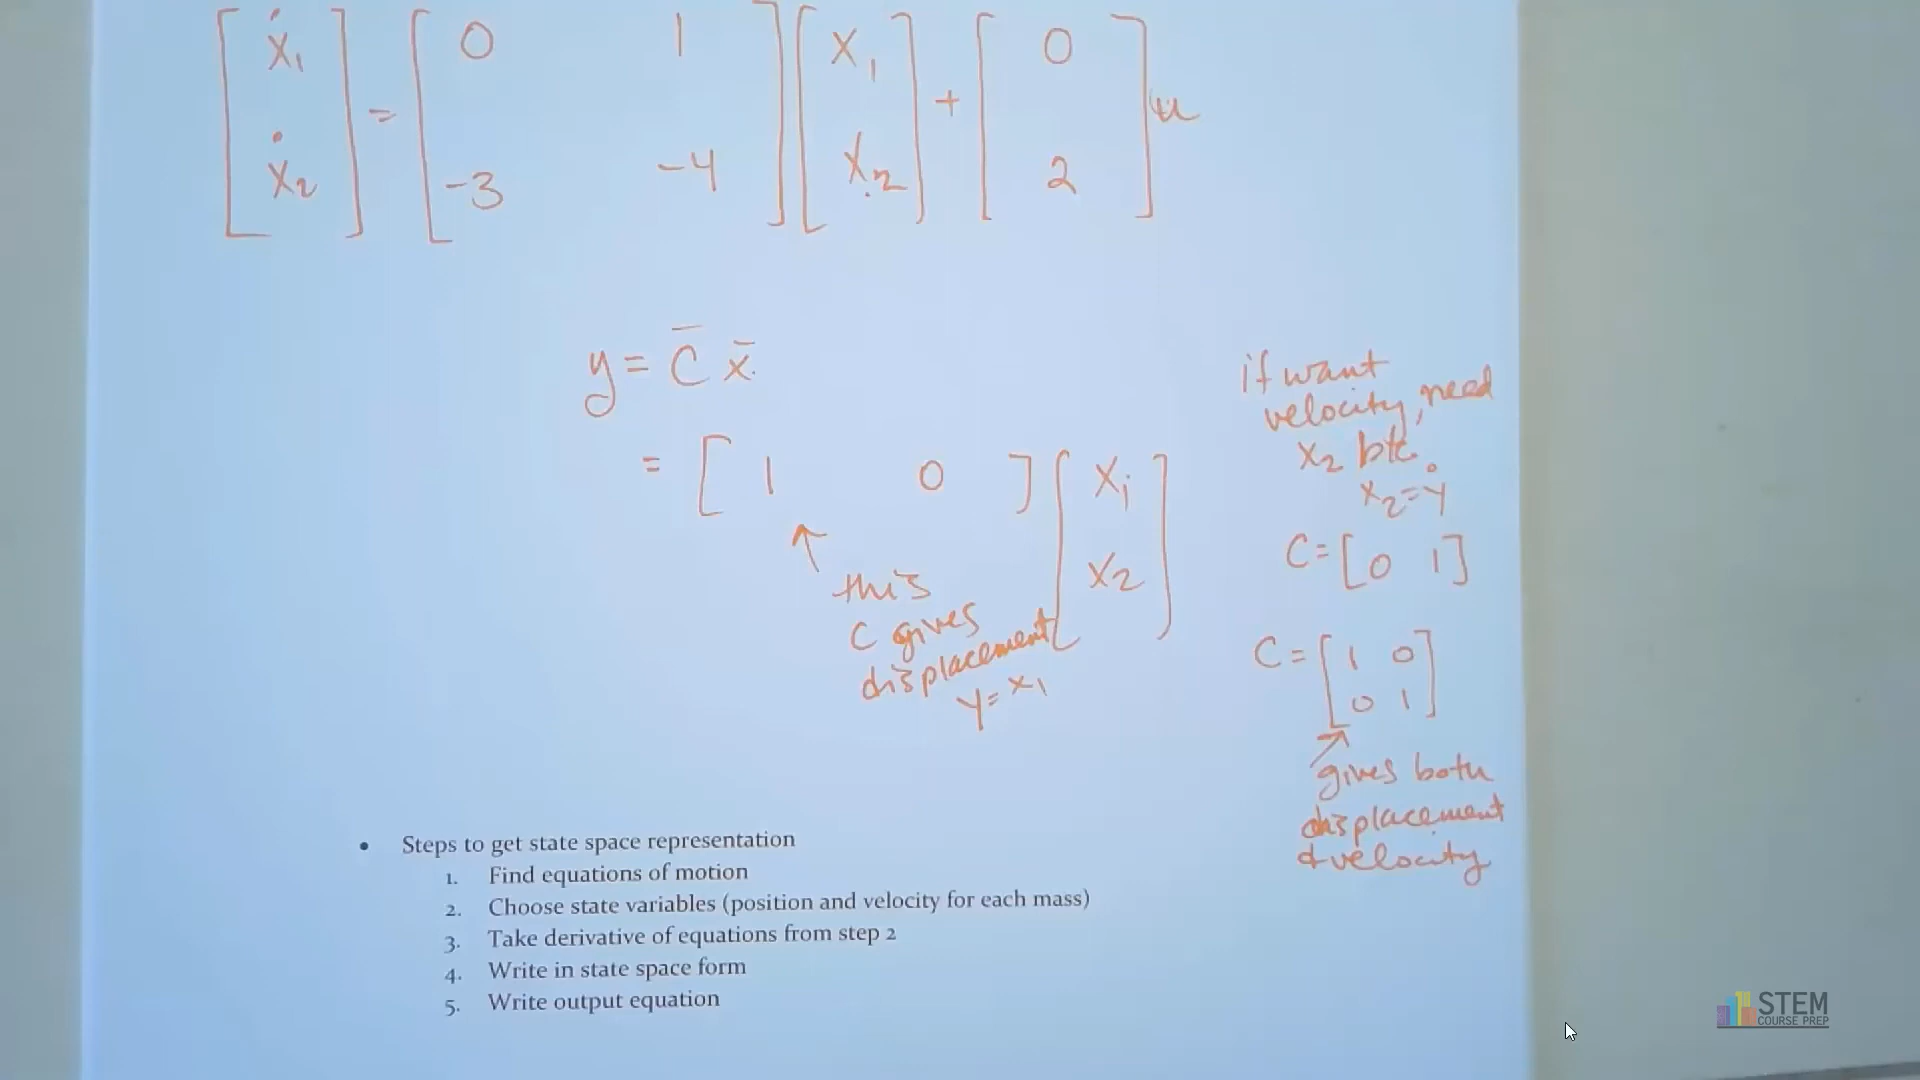 [ẋ₁ ẋ₂] = [0 1 -3 -4][x₁ x₂] + [0 2]u
y = C̄ x̄
= [1 0][x₁ x₂]
this
C gives
displacement
y = x₁
if want
velocity, need
x₂ b/c
x₂ = ẏ
C = [0 1]
C = [1 0
0 1]
gives both
displacement
& velocity
• Steps to get state space representation
1. Find equations of motion
2. Choose state variables (position and velocity for each mass)
3. Take derivative of equations from step 2
4. Write in state space form
5. Write output equation
STEM
COURSE PREP